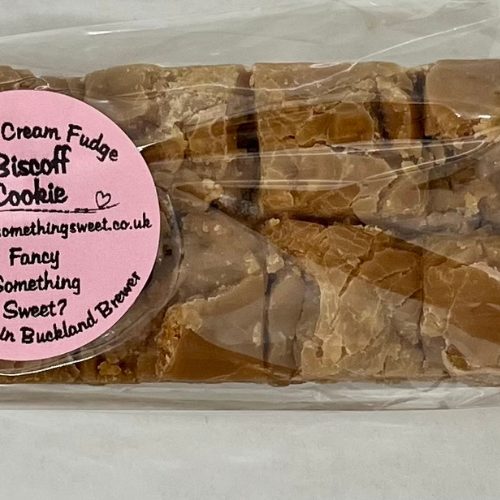 Cream Fudge
Biscoff
Cookie
somethingsweet.co.uk
Fancy
Something
Sweet?
in Buckland Brewer